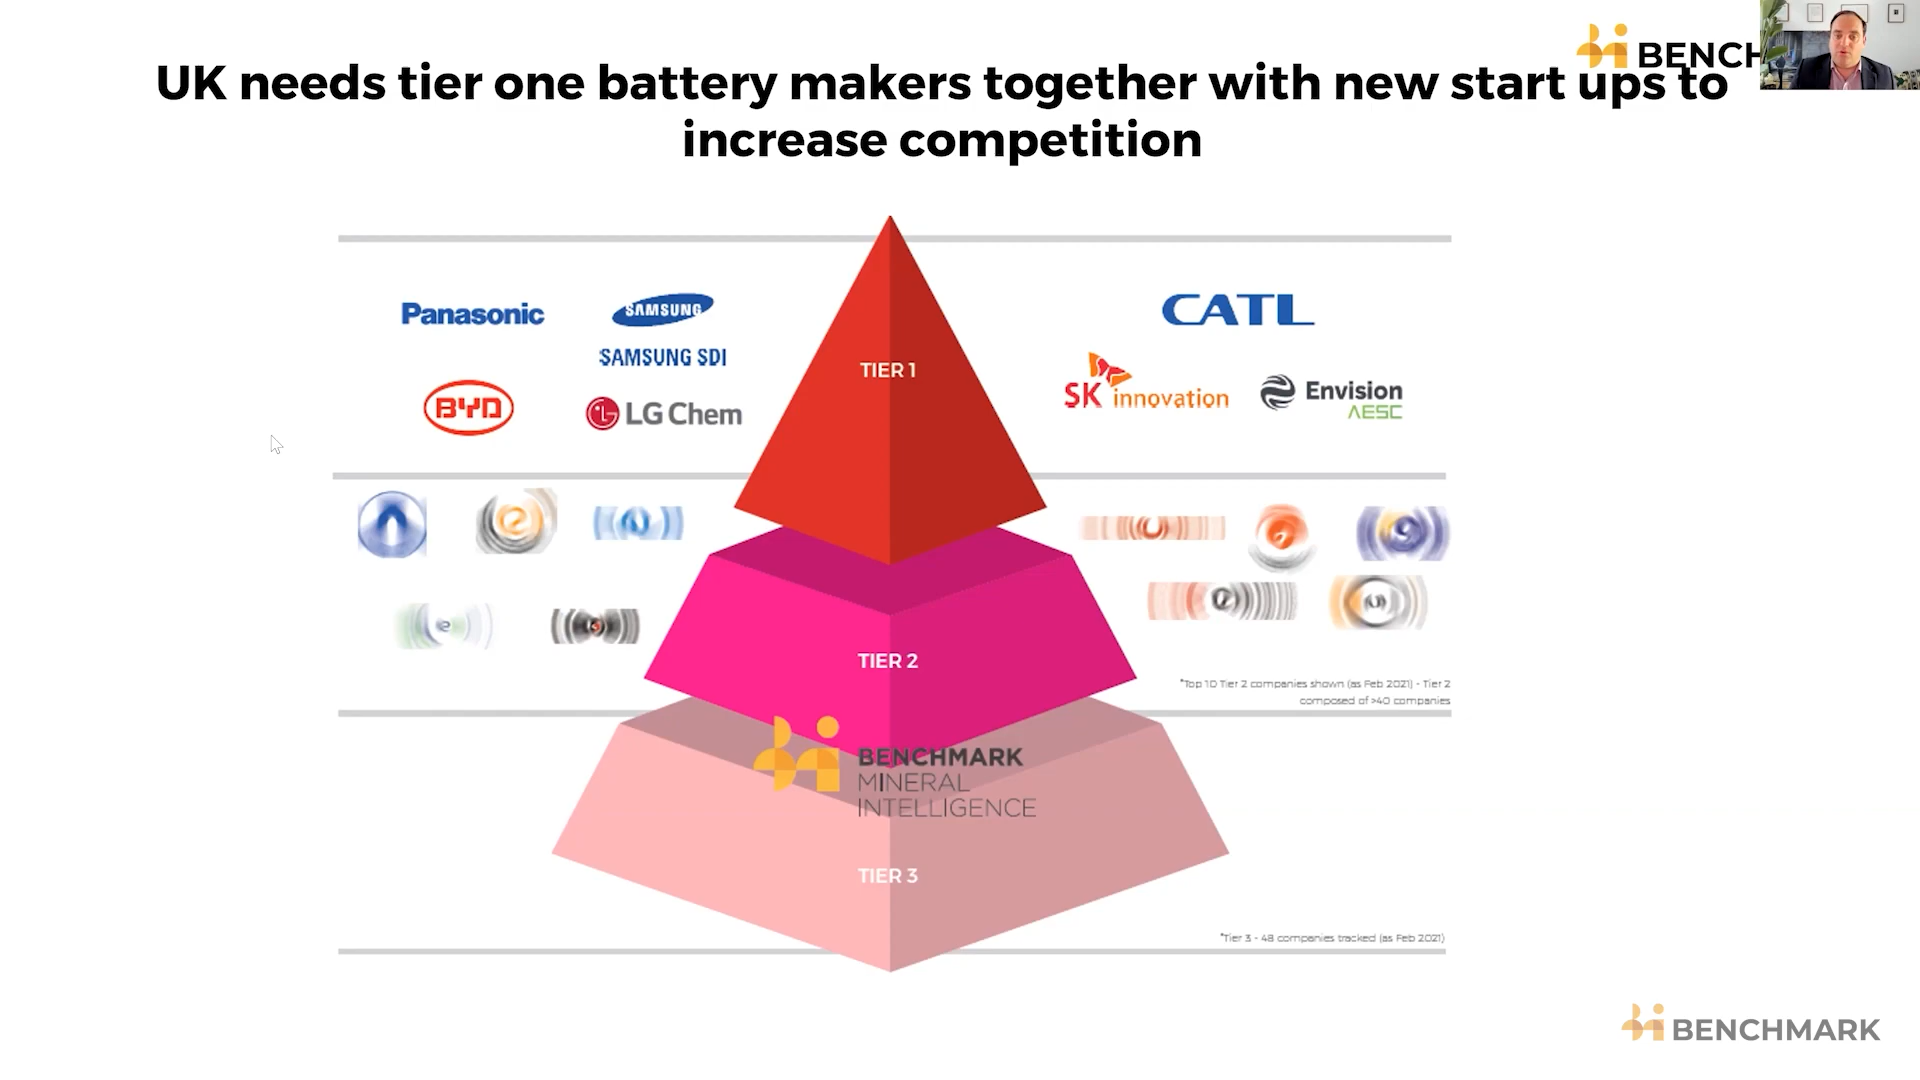 BENCH
UK needs tier one battery makers together with new start ups to
increase competition
Panasonic
SAMSUNG
SAMSUNG SDI
BYD
LG Chem
TIER 1
CATL
SK innovation
Envision
AESC
TIER 2
*Top 10 Tier 2 companies shown (as Feb 2021) - Tier 2
composed of >40 companies
BENCHMARK
MINERAL
INTELLIGENCE
TIER 3
*Tier 3 - 48 companies tracked (as Feb 2021)
BENCHMARK